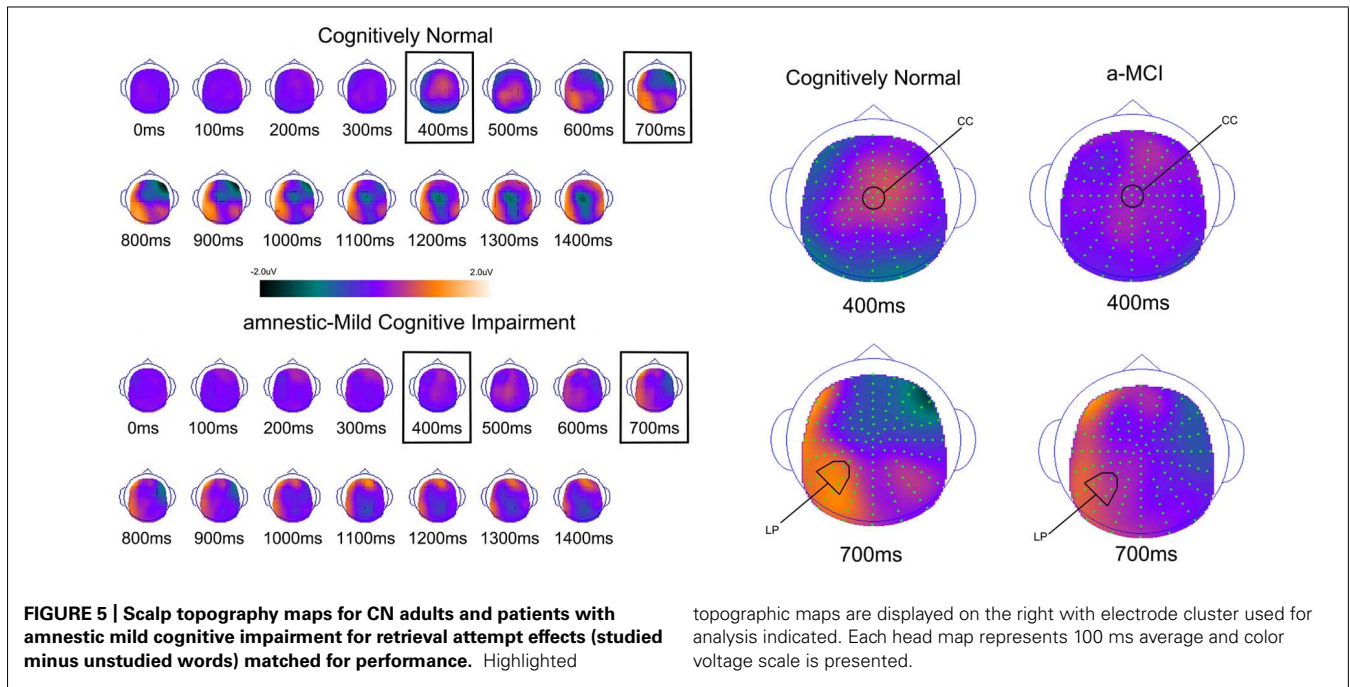 Cognitively Normal
0ms 100ms 200ms 300ms 400ms 500ms 600ms 700ms
800ms 900ms 1000ms 1100ms 1200ms 1300ms 1400ms
-2.0uV 2.0uV
amnestic-Mild Cognitive Impairment
0ms 100ms 200ms 300ms 400ms 500ms 600ms 700ms
800ms 900ms 1000ms 1100ms 1200ms 1300ms 1400ms
Cognitively Normal a-MCI
CC CC
400ms 400ms
LP LP
700ms 700ms
FIGURE 5 | Scalp topography maps for CN adults and patients with
amnestic mild cognitive impairment for retrieval attempt effects (studied
minus unstudied words) matched for performance. Highlighted
topographic maps are displayed on the right with electrode cluster used for
analysis indicated. Each head map represents 100 ms average and color
voltage scale is presented.